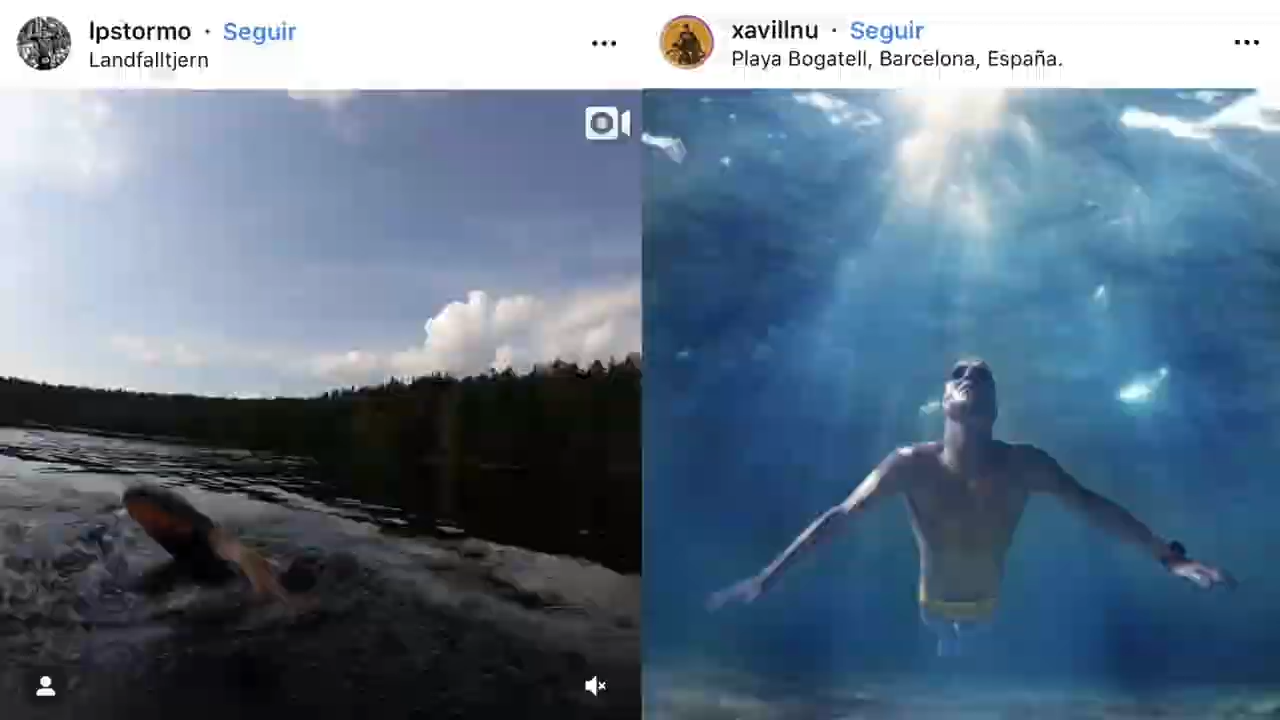 lpstormo · Seguir
Landfalltjern
xavillnu · Seguir
Playa Bogatell, Barcelona, España.